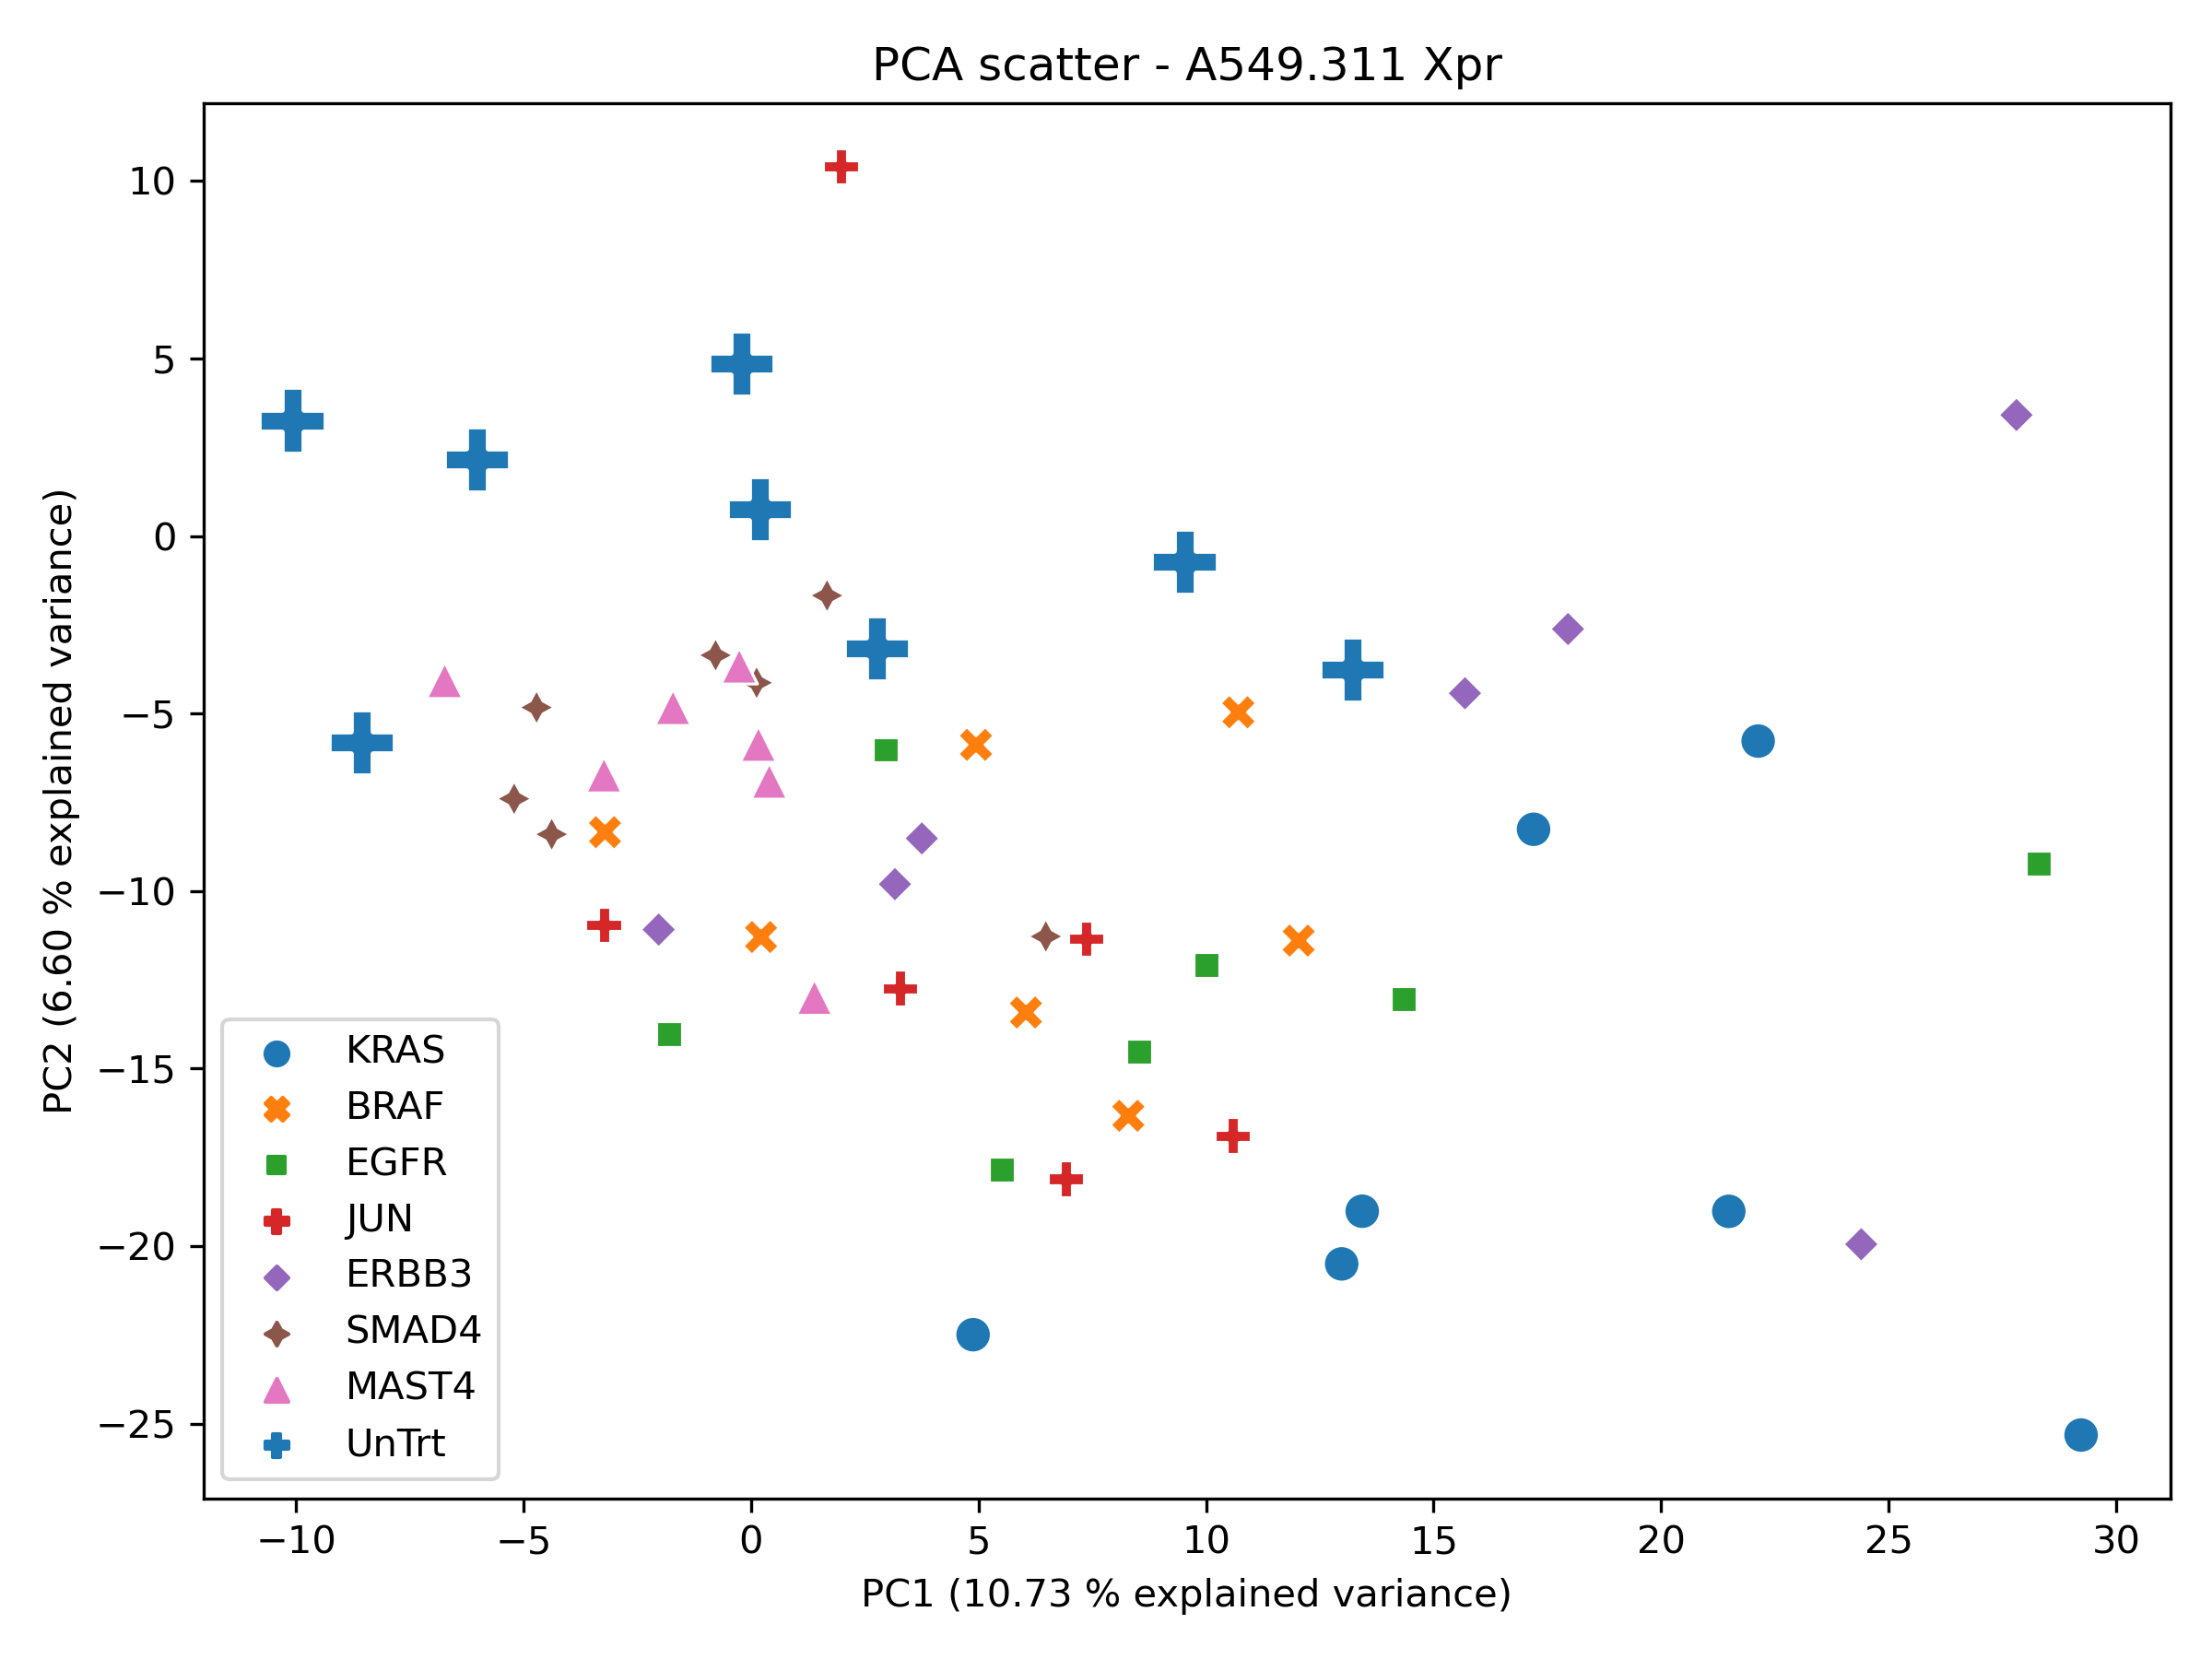 PCA scatter - A549.311 Xpr
10
5
0
−5
−10
−15
−20
−25
PC2 (6.60 % explained variance)
KRAS
BRAF
EGFR
JUN
ERBB3
SMAD4
MAST4
UnTrt
−10 −5 0 5 10 15 20 25 30
PC1 (10.73 % explained variance)